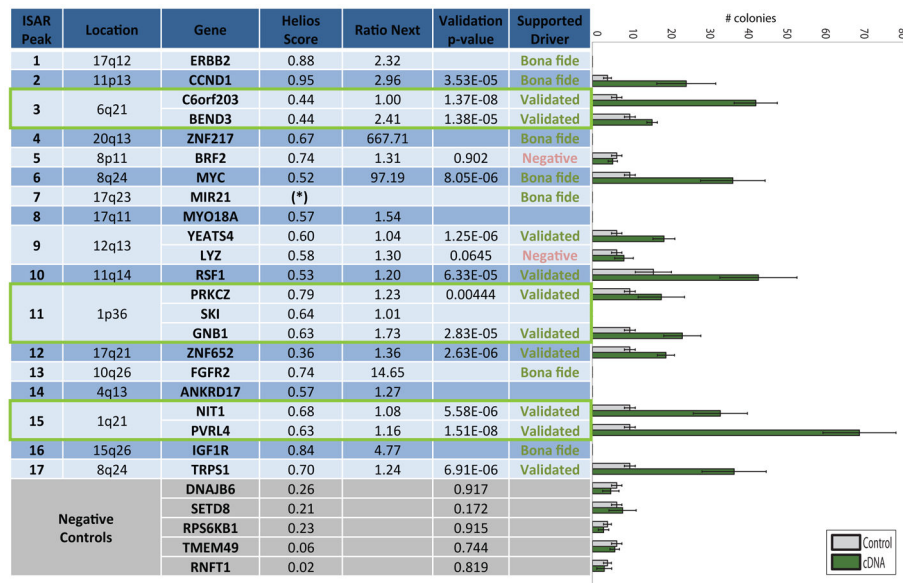 ISAR Peak Location Gene Helios Score Ratio Next Validation p-value Supported Driver
# colonies
0 10 20 30 40 50 60 70 80
1 17q12 ERBB2 0.88 2.32 Bona fide
2 11p13 CCND1 0.95 2.96 3.53E-05 Bona fide
3 6q21 C6orf203 0.44 1.00 1.37E-08 Validated
BEND3 0.44 2.41 1.38E-05 Validated
4 20q13 ZNF217 0.67 667.71 Bona fide
5 8p11 BRF2 0.74 1.31 0.902 Negative
6 8q24 MYC 0.52 97.19 8.05E-06 Bona fide
7 17q23 MIR21 (*) Bona fide
8 17q11 MYO18A 0.57 1.54
9 12q13 YEATS4 0.60 1.04 1.25E-06 Validated
LYZ 0.58 1.30 0.0645 Negative
10 11q14 RSF1 0.53 1.20 6.33E-05 Validated
11 1p36 PRKCZ 0.79 1.23 0.00444 Validated
SKI 0.64 1.01
GNB1 0.63 1.73 2.83E-05 Validated
12 17q21 ZNF652 0.36 1.36 2.63E-06 Validated
13 10q26 FGFR2 0.74 14.65 Bona fide
14 4q13 ANKRD17 0.57 1.27
15 1q21 NIT1 0.68 1.08 5.58E-06 Validated
PVRL4 0.63 1.16 1.51E-08 Validated
16 15q26 IGF1R 0.84 4.77 Bona fide
17 8q24 TRPS1 0.70 1.24 6.91E-06 Validated
Negative Controls DNAJB6 0.26 0.917
SETD8 0.21 0.172
RPS6KB1 0.23 0.915
TMEM49 0.06 0.744
RNFT1 0.02 0.819
Control
cDNA